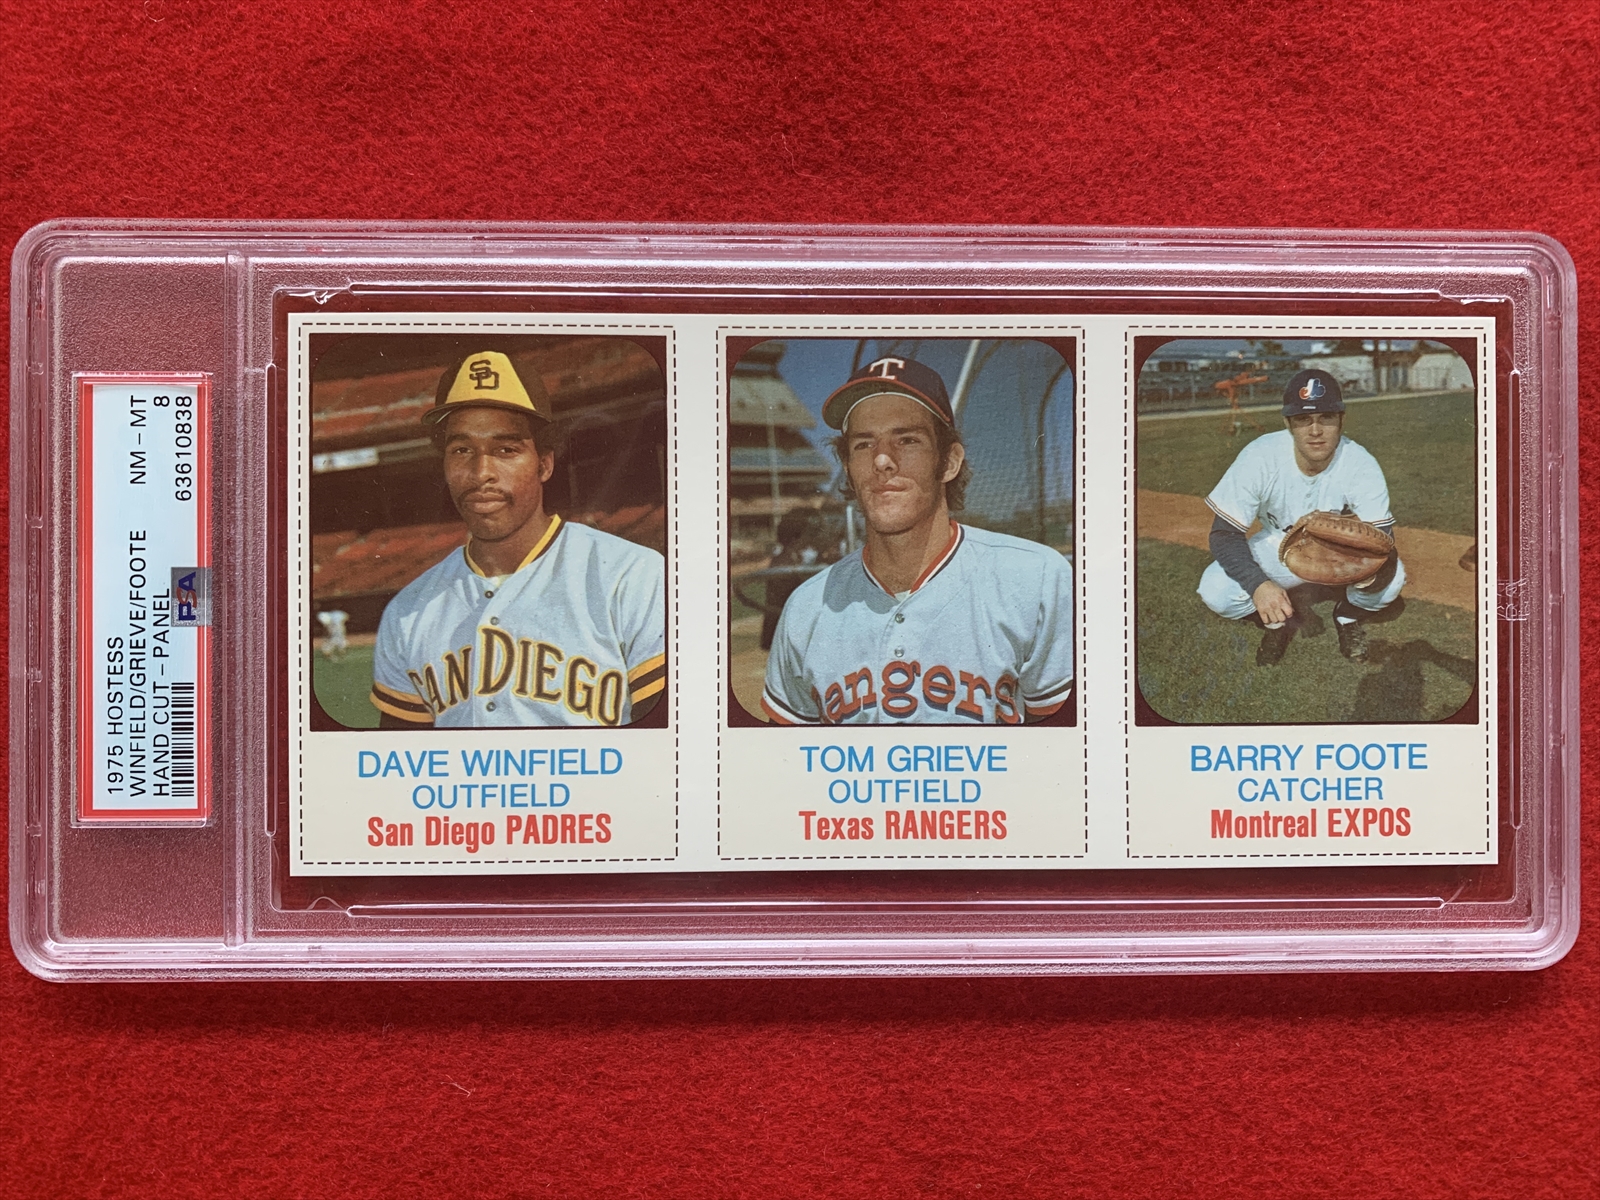 1975 HOSTESS
WINFIELD/GRIEVE/FOOTE NM - MT
HAND CUT - PANEL 8
PSA 63610838
SD
SAN DIEGO
DAVE WINFIELD
OUTFIELD
San Diego PADRES
T
angers
TOM GRIEVE
OUTFIELD
Texas RANGERS
BARRY FOOTE
CATCHER
Montreal EXPOS